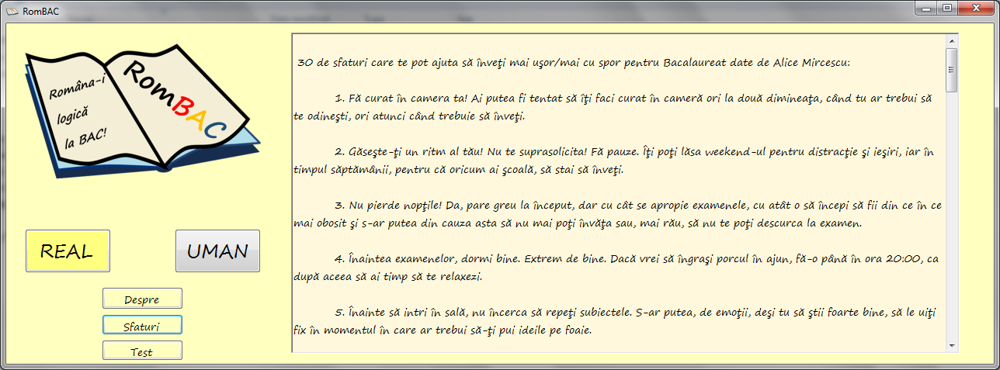 RomBAC
Româna-i
logică
la BAC!
RomBAC
REAL
UMAN
Despre
Sfaturi
Test
30 de sfaturi care te pot ajuta să înveţi mai uşor/mai cu spor pentru Bacalaureat date de Alice Mircescu:
1. Fă curat în camera ta! Ai putea fi tentat să îţi faci curat în cameră ori la două dimineaţa, când tu ar trebui să
te odineşti, ori atunci când trebuie să înveţi.
2. Găseşte-ţi un ritm al tău! Nu te suprasolicita! Fă pauze. Îţi poţi lăsa weekend-ul pentru distracţie şi ieşiri, iar în
timpul săptămânii, pentru că oricum ai şcoală, să stai să înveţi.
3. Nu pierde nopţile! Da, pare greu la început, dar cu cât se apropie examenele, cu atât o să începi să fii din ce în ce
mai obosit şi s-ar putea din cauza asta să nu mai poţi învăţa sau, mai rău, să nu te poţi descurca la examen.
4. Înaintea examenelor, dormi bine. Extrem de bine. Dacă vrei să îngraşi porcul în ajun, fă-o până în ora 20:00, ca
după aceea să ai timp să te relaxezi.
5. Înainte să intri în sală, nu încerca să repeţi subiectele. S-ar putea, de emoţii, deşi tu să ştii foarte bine, să le uiţi
fix în momentul în care ar trebui să-ţi pui ideile pe foaie.